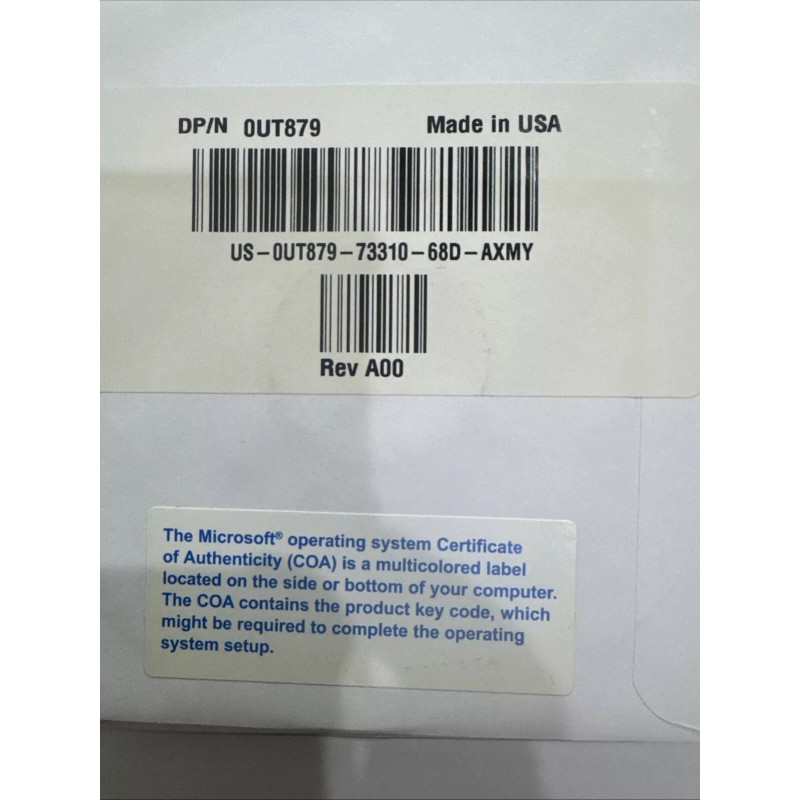 DP/N 0UT879 Made in USA
US-0UT879-73310-68D-AXMY
Rev A00
The Microsoft® operating system Certificate
of Authenticity (COA) is a multicolored label
located on the side or bottom of your computer.
The COA contains the product key code, which
might be required to complete the operating
system setup.